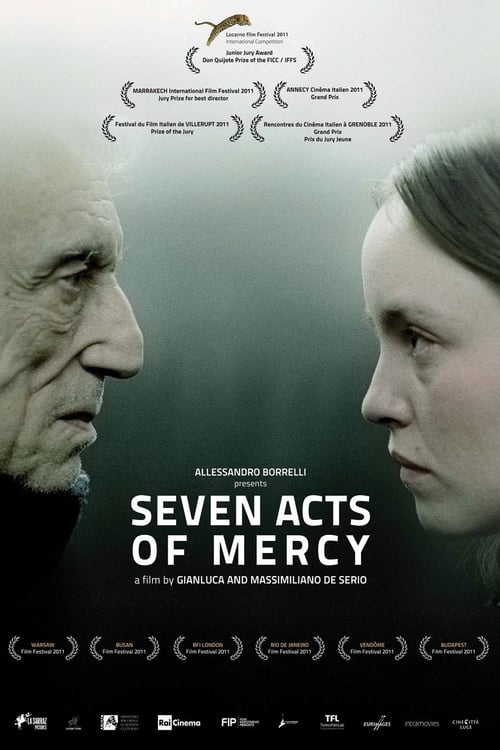 Locarno film Festival 2011
International Competition
Junior Jury Award
Don Quijote Prize of the FICC / IFFS
MARRAKECH International Film Festival 2011
Jury Prize for best director
ANNECY Cinéma Italien 2011
Grand Prix
Festival du Film Italien de VILLERUPT 2011
Prize of the Jury
Rencontres du Cinéma Italien à GRENOBLE 2011
Grand Prix
Prix du Jury Jeune
ALLESSANDRO BORRELLI
presents
SEVEN ACTS
OF MERCY
a film by GIANLUCA AND MASSIMILIANO DE SERIO
WARSAW
Film Festival 2011
BUSAN
Film Festival 2011
BFI LONDON
Film Festival 2011
RIO DE JANEIRO
Film Festival 2011
VENDÔME
Film Festival 2011
BUDAPEST
Film Festival 2011
LA SARRAZ
PICTURES
Rai Cinema
FIP
TFL
TorinoFilmLab
EURIMAGES
intramovies
CINECITTÀ
LUCE